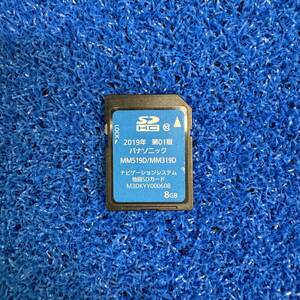 LOCK
SD
HC
10
2019年 第01版
パナソニック
MM519D/MM319D
ナビゲーションシステム
地図SDカード
M3DKYY000608
8GB